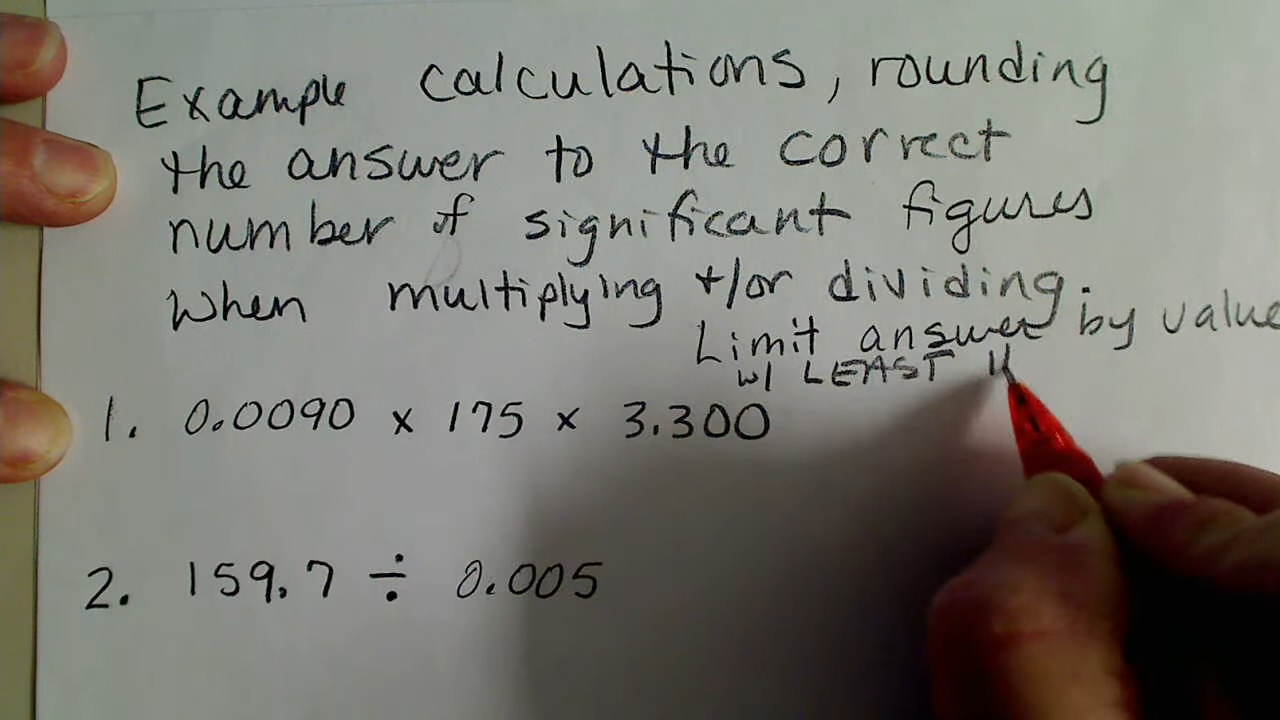 Example calculations, rounding
the answer to the correct
number of significant figures
when multiplying +/or dividing.
Limit answer by value
w/ LEAST
1. 0.0090 x 175 x 3.300
2. 159.7 ÷ 0.005